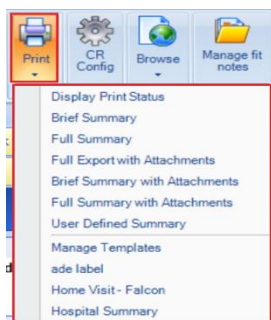 Print
CR Config
Browse
Manage fit notes
Display Print Status
Brief Summary
Full Summary
Full Export with Attachments
Brief Summary with Attachments
Full Summary with Attachments
User Defined Summary
Manage Templates
ade label
Home Visit - Falcon
Hospital Summary